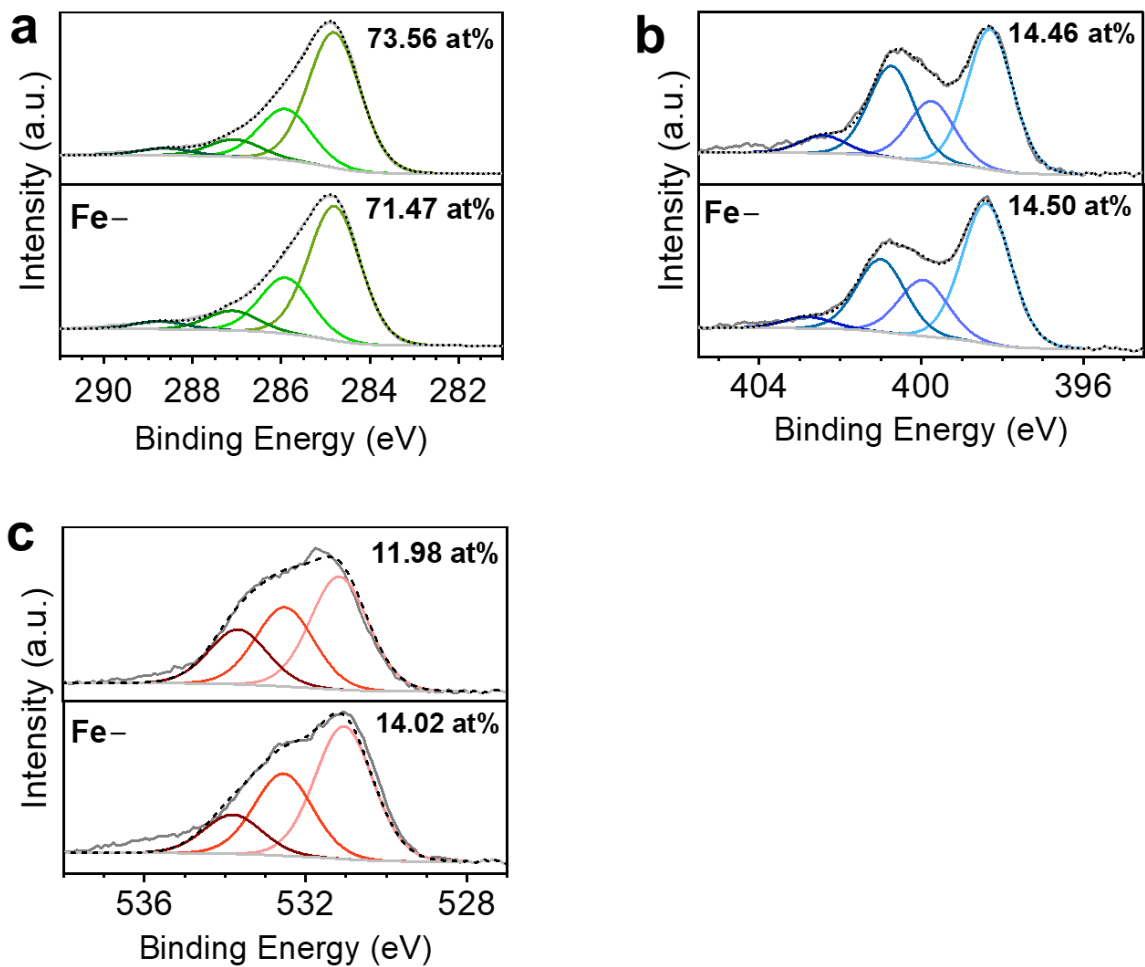 a
73.56 at%
Fe–
71.47 at%
Intensity (a.u.)
290 288 286 284 282
Binding Energy (eV)
b
14.46 at%
Fe–
14.50 at%
Intensity (a.u.)
404 400 396
Binding Energy (eV)
c
11.98 at%
Fe–
14.02 at%
Intensity (a.u.)
536 532 528
Binding Energy (eV)